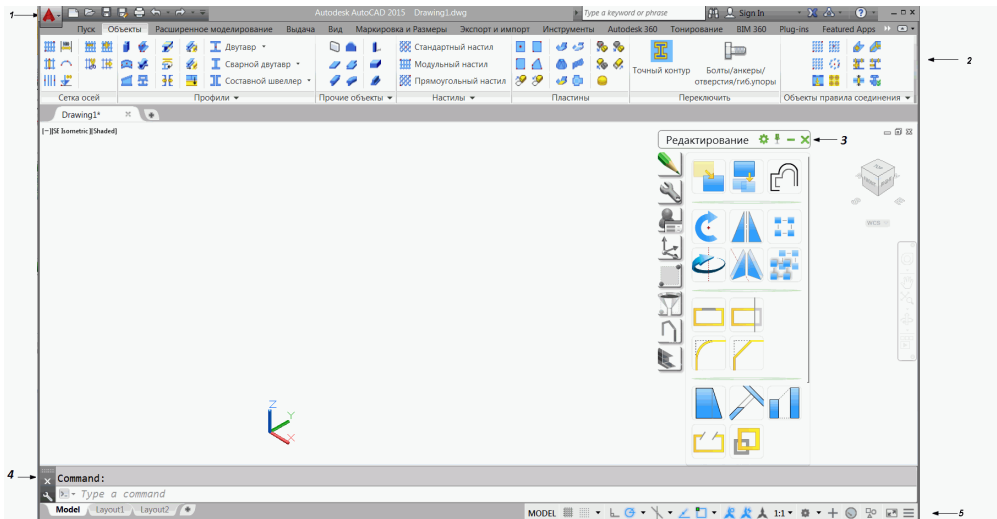 1 Autodesk AutoCAD 2015 Drawing1.dwg Type a keyword or phrase Sign In
Пуск Объекты Расширенное моделирование Выдача Вид Маркировка и Размеры Экспорт и импорт Инструменты Autodesk 360 Тонирование BIM 360 Plug-ins Featured Apps
Двутавр Стандартный настил
Сварной двутавр Модульный настил 2
Составной швеллер Прямоугольный настил
Точный контур Болты/анкеры/
отверстия/гиб.упоры
Сетка осей Профили Прочие объекты Настилы Пластины Переключить Объекты правила соединения
Drawing1*
[−][SE Isometric][Shaded]
Редактирование 3
TOP
WCS
Z
Y
X
4 Command:
Type a command
Model Layout1 Layout2 +
MODEL 1:1 5